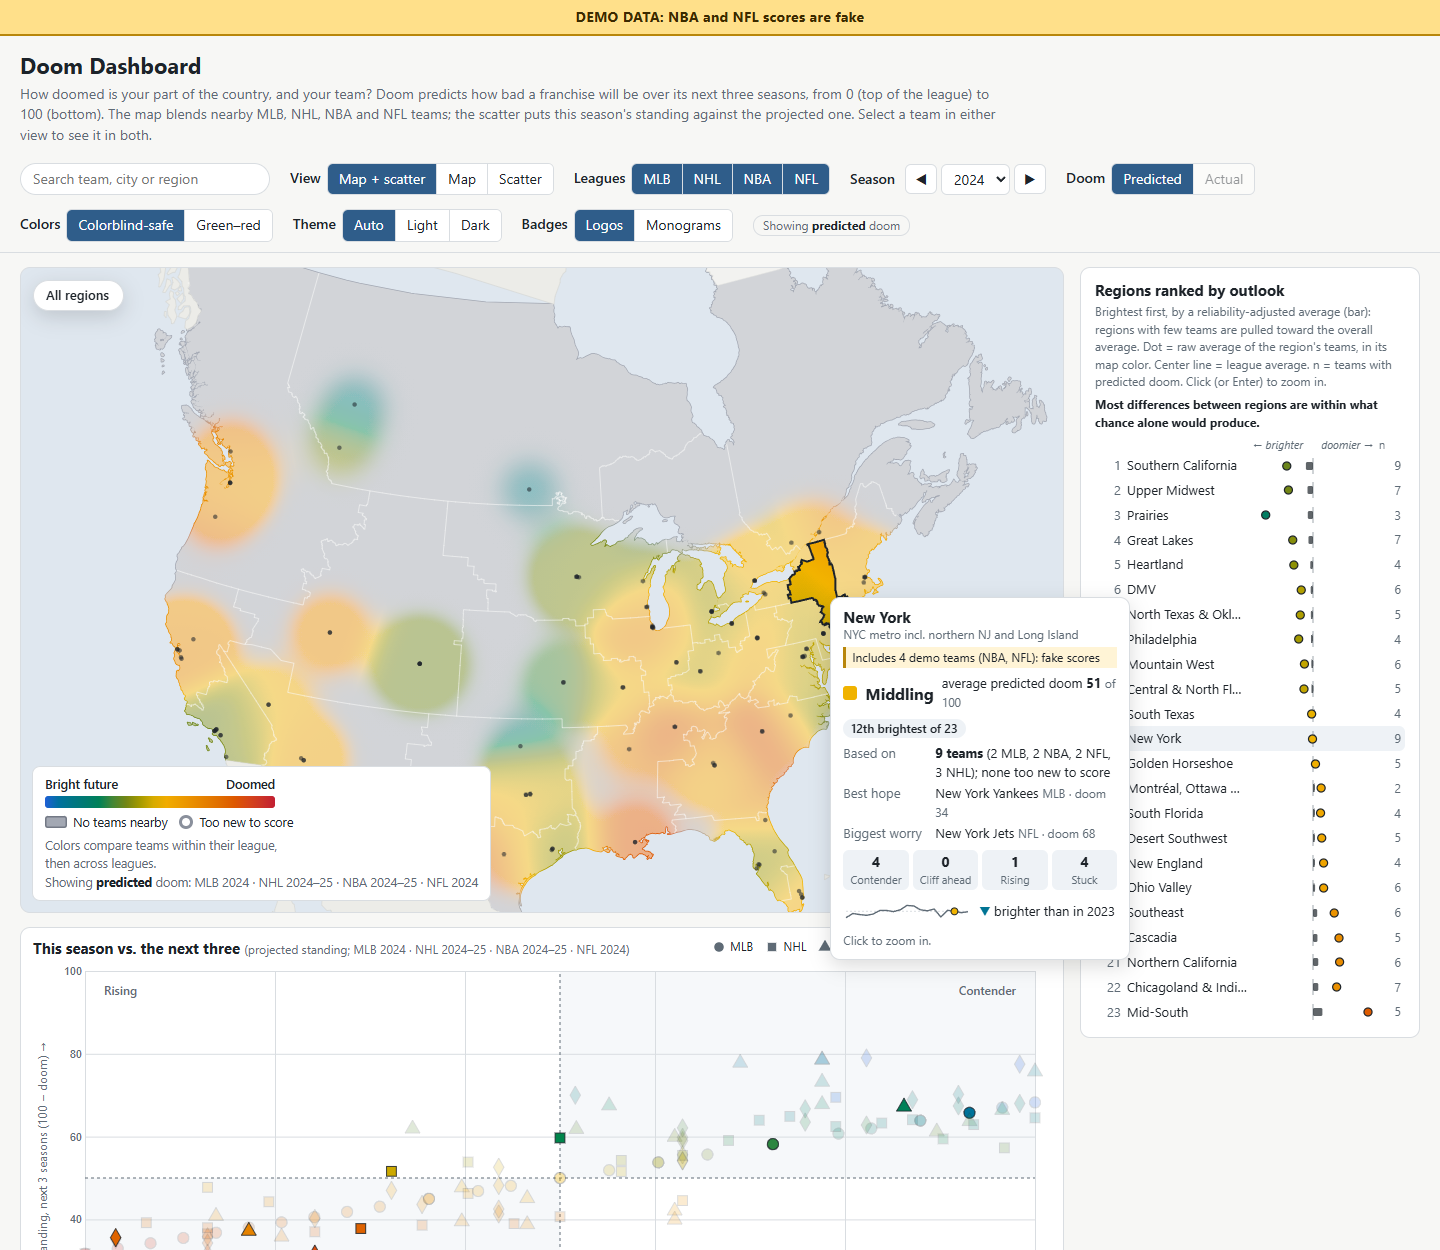 DEMO DATA: NBA and NFL scores are fake
Doom Dashboard
How doomed is your part of the country, and your team? Doom predicts how bad a franchise will be over its next three seasons, from 0 (top of the league) to
100 (bottom). The map blends nearby MLB, NHL, NBA and NFL teams; the scatter puts this season's standing against the projected one. Select a team in either
view to see it in both.
Search team, city or region
View Map + scatter Map Scatter
Leagues MLB NHL NBA NFL
Season ◀ 2024 ▶
Doom Predicted Actual
Colors Colorblind-safe Green–red
Theme Auto Light Dark
Badges Logos Monograms
Showing predicted doom
All regions
Bright future Doomed
No teams nearby Too new to score
Colors compare teams within their league,
then across leagues.
Showing predicted doom: MLB 2024 · NHL 2024–25 · NBA 2024–25 · NFL 2024
New York
NYC metro incl. northern NJ and Long Island
Includes 4 demo teams (NBA, NFL): fake scores
Middling average predicted doom 51 of
100
12th brightest of 23
Based on 9 teams (2 MLB, 2 NBA, 2 NFL,
3 NHL); none too new to score
Best hope New York Yankees MLB · doom
34
Biggest worry New York Jets NFL · doom 68
4 0 1 4
Contender Cliff ahead Rising Stuck
▼ brighter than in 2023
Click to zoom in.
Regions ranked by outlook
Brightest first, by a reliability-adjusted average (bar):
regions with few teams are pulled toward the overall
average. Dot = raw average of the region's teams, in its
map color. Center line = league average. n = teams with
predicted doom. Click (or Enter) to zoom in.
Most differences between regions are within what
chance alone would produce.
← brighter doomier → n
1 Southern California 9
2 Upper Midwest 7
3 Prairies 3
4 Great Lakes 7
5 Heartland 4
6 DMV 6
North Texas & Okl... 5
Philadelphia 4
Mountain West 6
Central & North Fl... 5
South Texas 4
New York 9
Golden Horseshoe 5
Montréal, Ottawa ... 2
South Florida 4
Desert Southwest 5
New England 4
Ohio Valley 6
Southeast 6
Cascadia 5
21 Northern California 6
22 Chicagoland & Indi... 7
23 Mid-South 5
This season vs. the next three (projected standing; MLB 2024 · NHL 2024–25 · NBA 2024–25 · NFL 2024)
MLB NHL
100
Rising Contender
80
60
40
anding, next 3 seasons (100 – doom) →